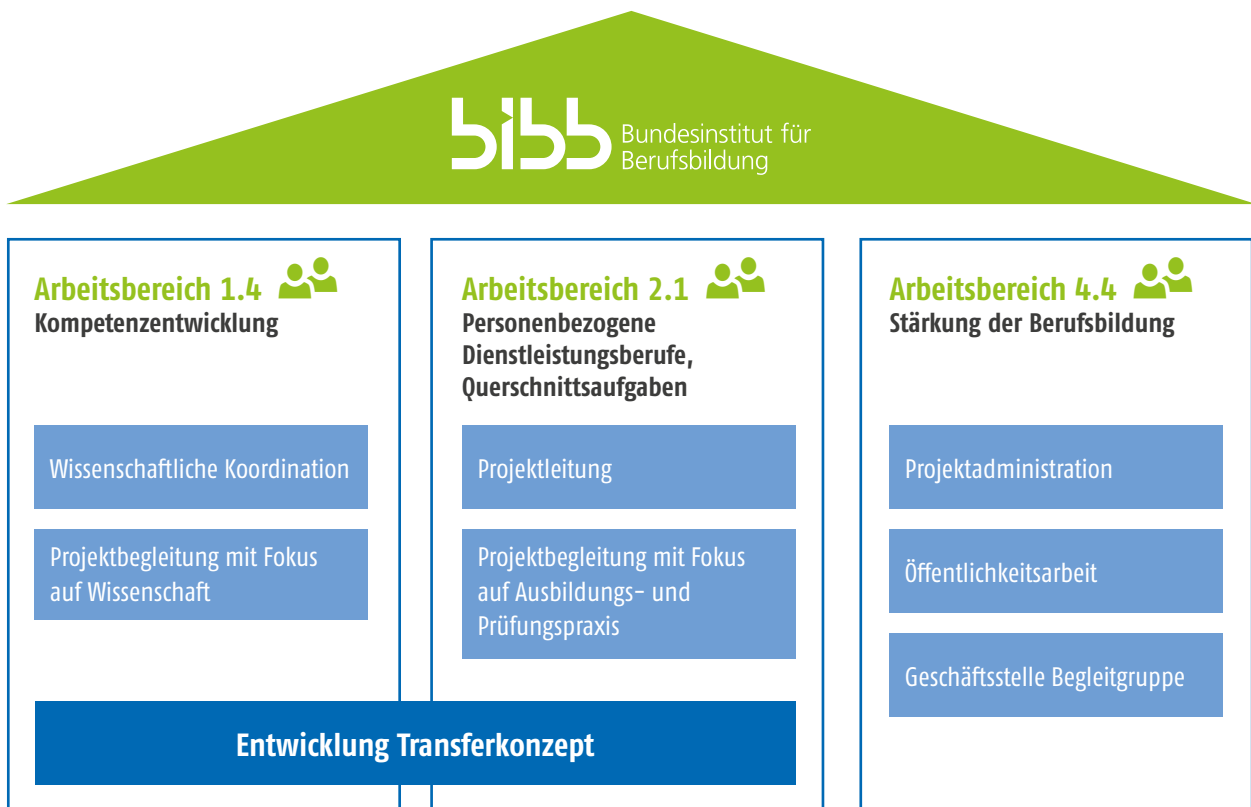 bibb Bundesinstitut für
Berufsbildung
Arbeitsbereich 1.4
Kompetenzentwicklung
Wissenschaftliche Koordination
Projektbegleitung mit Fokus
auf Wissenschaft
Arbeitsbereich 2.1
Personenbezogene
Dienstleistungsberufe,
Querschnittsaufgaben
Projektleitung
Projektbegleitung mit Fokus
auf Ausbildungs- und
Prüfungspraxis
Entwicklung Transferkonzept
Arbeitsbereich 4.4
Stärkung der Berufsbildung
Projektadministration
Öffentlichkeitsarbeit
Geschäftsstelle Begleitgruppe